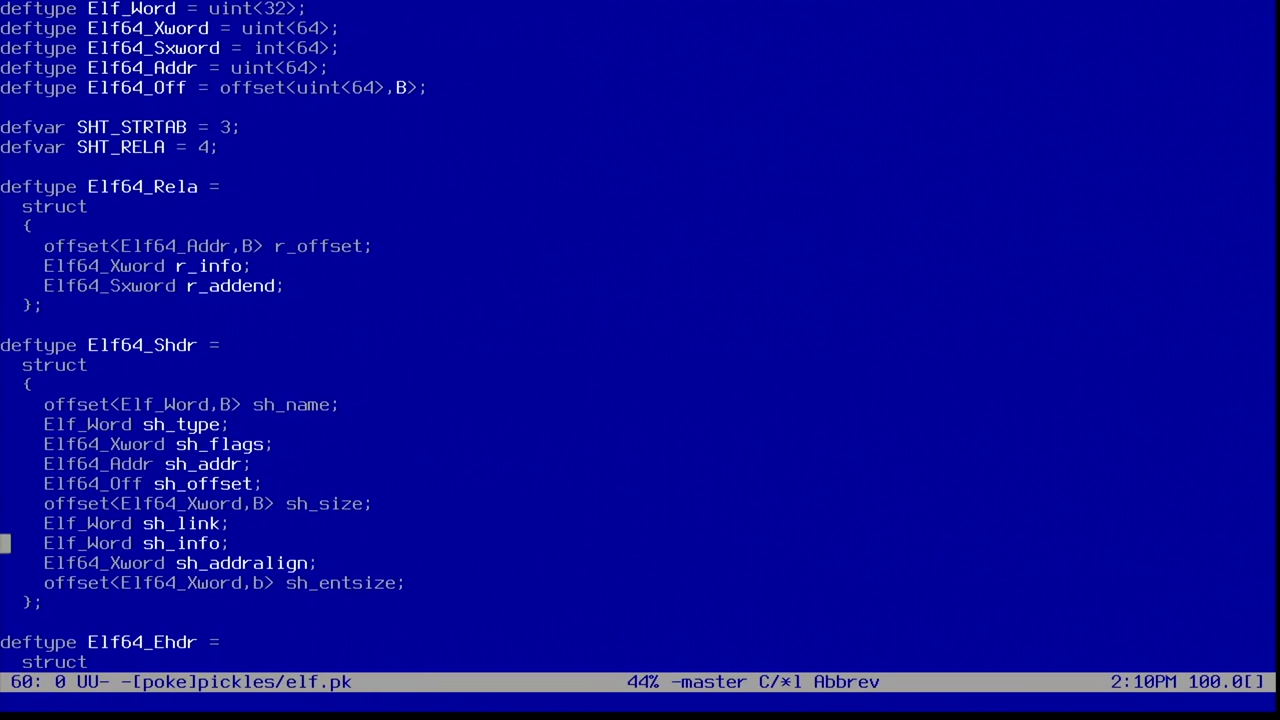 deftype Elf_Word = uint<32>;
deftype Elf64_Xword = uint<64>;
deftype Elf64_Sxword = int<64>;
deftype Elf64_Addr = uint<64>;
deftype Elf64_Off = offset<uint<64>,B>;
defvar SHT_STRTAB = 3;
defvar SHT_RELA = 4;
deftype Elf64_Rela =
struct
{
offset<Elf64_Addr,B> r_offset;
Elf64_Xword r_info;
Elf64_Sxword r_addend;
};
deftype Elf64_Shdr =
struct
{
offset<Elf_Word,B> sh_name;
Elf_Word sh_type;
Elf64_Xword sh_flags;
Elf64_Addr sh_addr;
Elf64_Off sh_offset;
offset<Elf64_Xword,B> sh_size;
Elf_Word sh_link;
Elf_Word sh_info;
Elf64_Xword sh_addralign;
offset<Elf64_Xword,b> sh_entsize;
};
deftype Elf64_Ehdr =
struct
60: 0 UU- -[poke]pickles/elf.pk 44% -master C/*l Abbrev 2:10PM 100.0[]